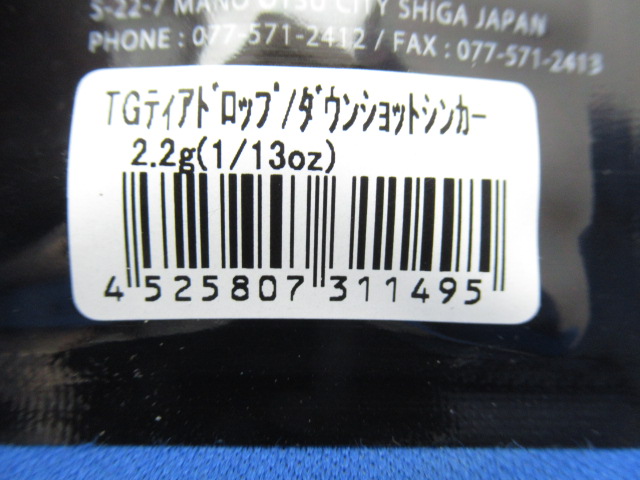 5-22-7 MANO OTSU CITY SHIGA JAPAN
PHONE : 077-571-2412 / FAX : 077-571-2413
TGﾃｨｱﾄﾞﾛｯﾌﾟ/ﾀﾞｳﾝｼｮｯﾄｼﾝｶｰ
2.2g(1/13oz)
4 525807 311495